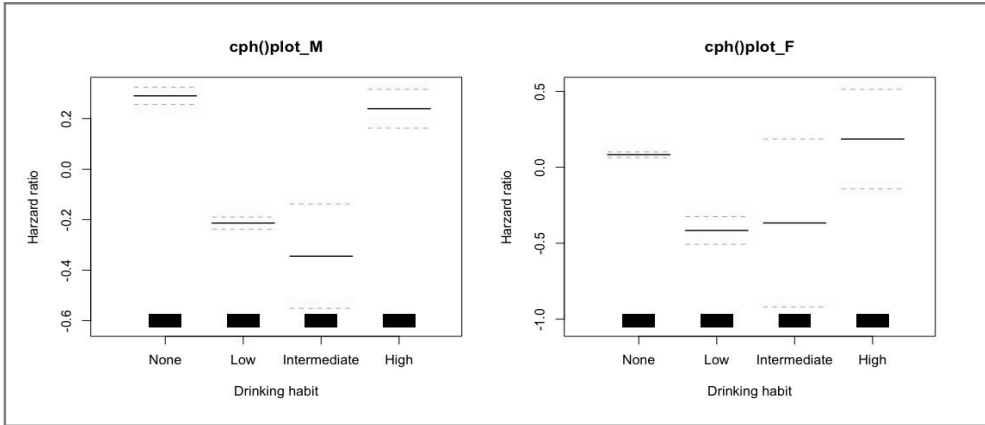 cph()plot_M
Harzard ratio
0.2
0.0
-0.2
-0.4
-0.6
None Low Intermediate High
Drinking habit
cph()plot_F
Harzard ratio
0.5
0.0
-0.5
-1.0
None Low Intermediate High
Drinking habit